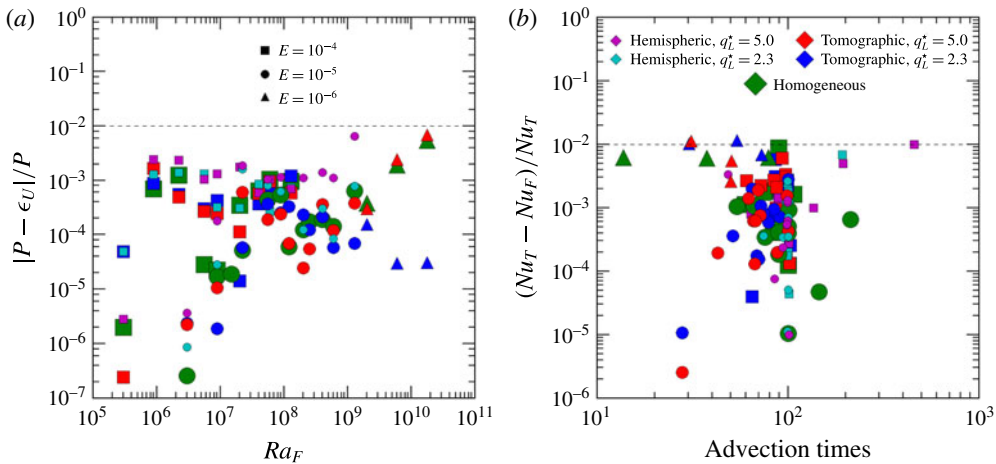 (a)
10^0
10^-1
10^-2
10^-3
10^-4
10^-5
10^-6
10^-7
|P − ϵ_U|/P
E = 10^-4
E = 10^-5
E = 10^-6
10^5 10^6 10^7 10^8 10^9 10^10 10^11
Ra_F
(b)
10^0
10^-1
10^-2
10^-3
10^-4
10^-5
10^-6
(Nu_T − Nu_F)/Nu_T
Hemispheric, q_L^⋆ = 5.0 Tomographic, q_L^⋆ = 5.0
Hemispheric, q_L^⋆ = 2.3 Tomographic, q_L^⋆ = 2.3
Homogeneous
10^1 10^2 10^3
Advection times